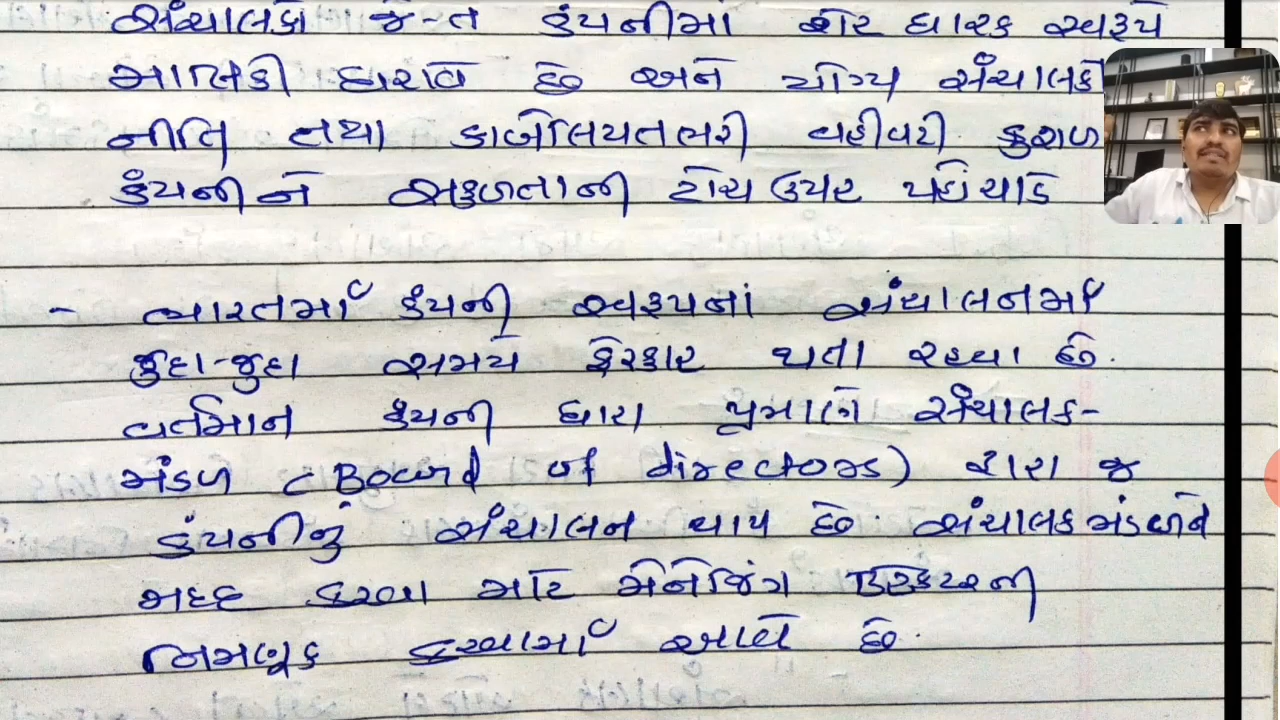 સંચાલકો જે-તે કંપનીમાં શેર ધારક સ્વરૂપે
માલિકી ધરાવે છે અને યોગ્ય સંચાલકો
નીતિ તથા કાબેલિયતભરી વહીવટી કુશળ
કંપનીને સફળતાની ટોચ ઉપર પહોંચાડે
- ભારતમાં કંપની સ્વરૂપનાં સંચાલનમાં
જુદા-જુદા સમયે ફેરફાર થતા રહ્યા છે.
વર્તમાન કંપની ધારા પ્રમાણે સંચાલક-
મંડળ (Board of directors) દ્વારા જ
કંપનીનું સંચાલન થાય છે. સંચાલક મંડળને
મદદ કરવા માટે મેનેજિંગ ડિરેક્ટરની
નિમણૂક કરવામાં આવે છે.